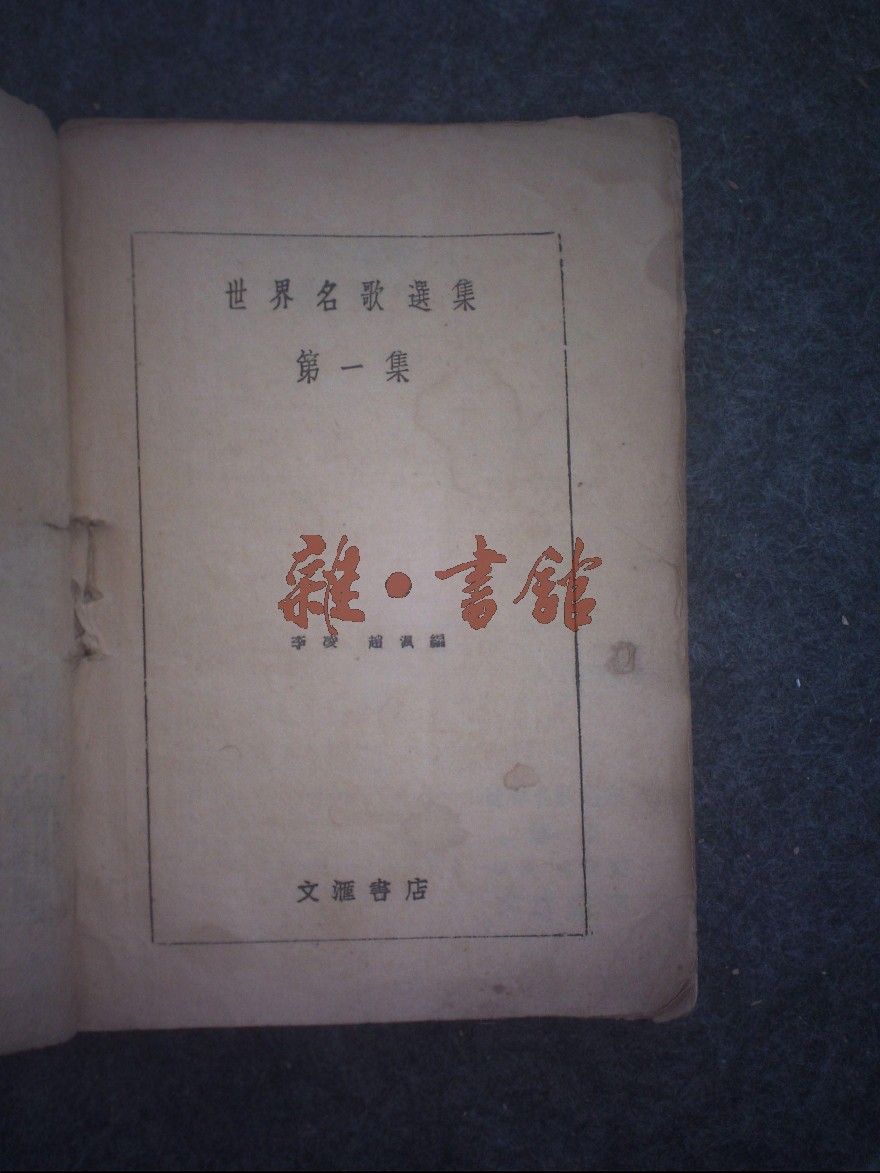 世界名歌選集
第一集
雜·書館
李凌 趙渢編
文滙書店